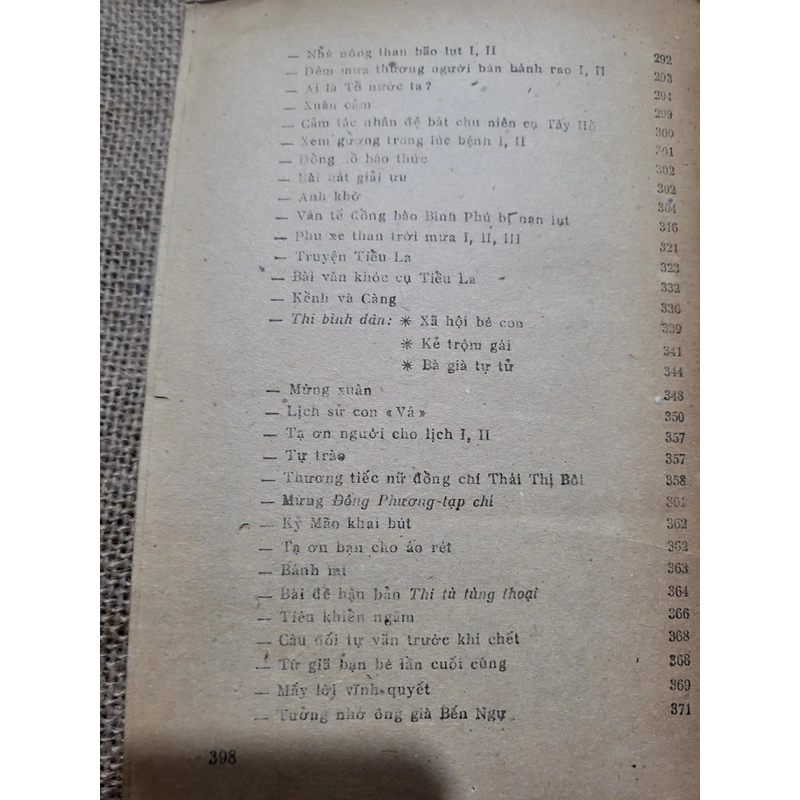 — Nhà nông than bão lụt I, II 292
— Đêm mưa thương người bán bánh rao I, II 293
— Ai là Tổ nước ta? 294
— Xuân cảm 299
— Cảm tác nhân đệ bát chu niên cụ Tây Hồ 300
— Xem gương trong lúc bệnh I, II 301
— Đồng hồ báo thức 302
— Bài hát giải ưu 302
— Anh khờ 304
— Văn tế đồng bào Bình Phú bị nạn lụt 316
— Phu xe than trời mưa I, II, III 321
— Truyện Tiểu La 323
— Bài văn khóc cụ Tiểu La 332
— Kềnh và Càng 336
— Thi bình dân: * Xã hội bé con 339
* Kẻ trộm gái 341
* Bà già tự tử 344
— Mừng xuân 348
— Lịch sử con «Vá» 350
— Tạ ơn người cho lịch I, II 357
— Tự trào 357
— Thương tiếc nữ đồng chí Thái Thị Bôi 358
— Mừng Đông Phương-tạp chí 361
— Kỷ Mão khai bút 362
— Tạ ơn bạn cho áo rét 362
— Bánh mì 363
— Bài đề hậu bản Thi tù tùng thoại 364
— Tiêu khiển ngâm 366
— Câu đối tự vãn trước khi chết 368
— Từ giã bạn bè lần cuối cùng 368
— Mấy lời vĩnh quyết 369
— Tưởng nhớ ông già Bến Ngự 371
398